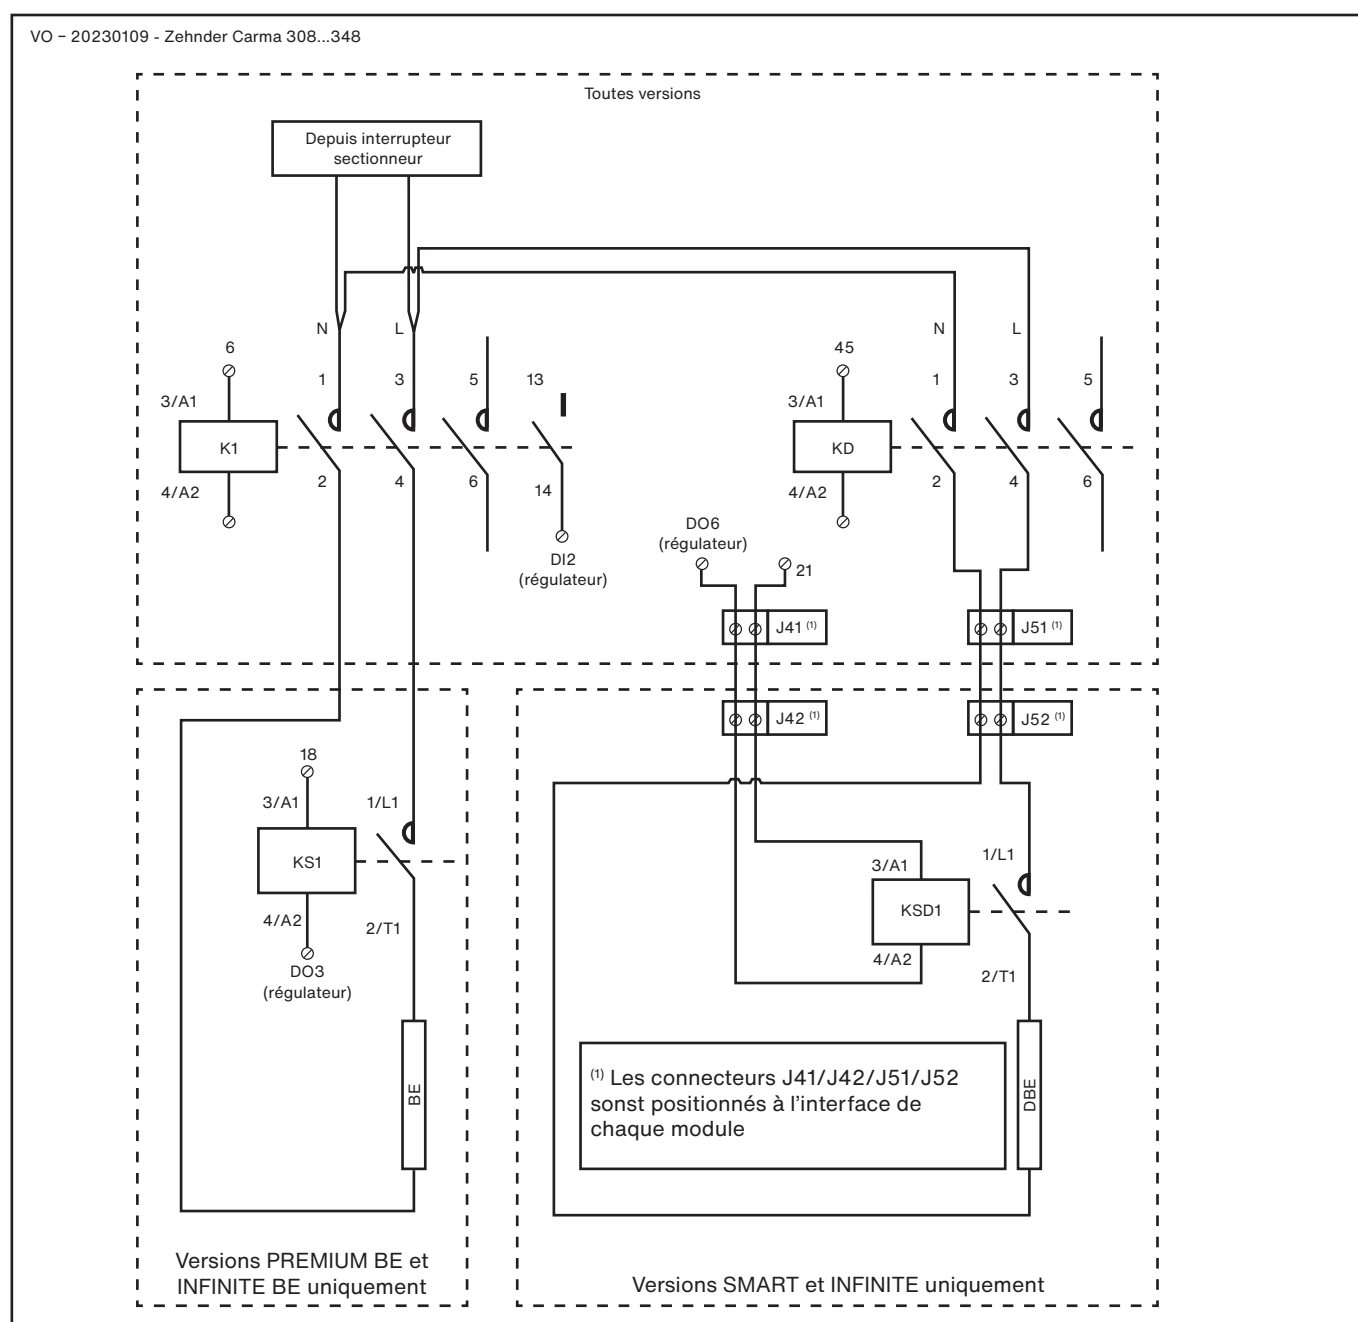 VO – 20230109 - Zehnder Carma 308...348
Toutes versions
Depuis interrupteur
sectionneur
N
L
N
L
6
1
3
5
13
45
1
3
5
3/A1
3/A1
K1
KD
4/A2
2
4
6
14
4/A2
2
4
6
DO6
(régulateur)
DI2
(régulateur)
21
J41 (1)
J51 (1)
J42 (1)
J52 (1)
18
3/A1
1/L1
KS1
4/A2
2/T1
DO3
(régulateur)
3/A1
1/L1
KSD1
4/A2
2/T1
BE
DBE
(1) Les connecteurs J41/J42/J51/J52
sonst positionnés à l’interface de
chaque module
Versions PREMIUM BE et
INFINITE BE uniquement
Versions SMART et INFINITE uniquement